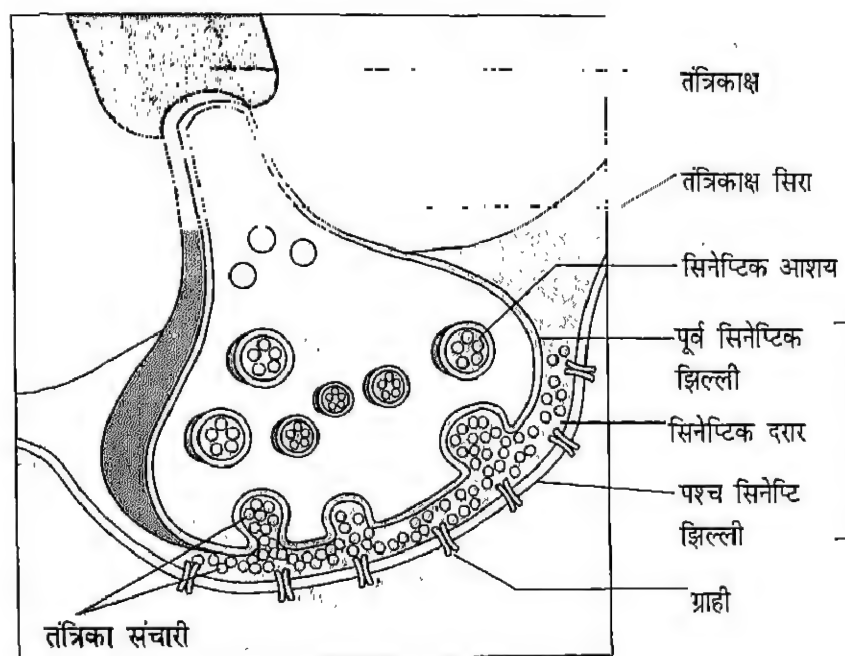 तंत्रिकाक्ष
तंत्रिकाक्ष सिरा
सिनेप्टिक आशय
पूर्व सिनेप्टिक
झिल्ली
सिनेप्टिक दरार
पश्च सिनेप्टि
झिल्ली
ग्राही
तंत्रिका संचारी